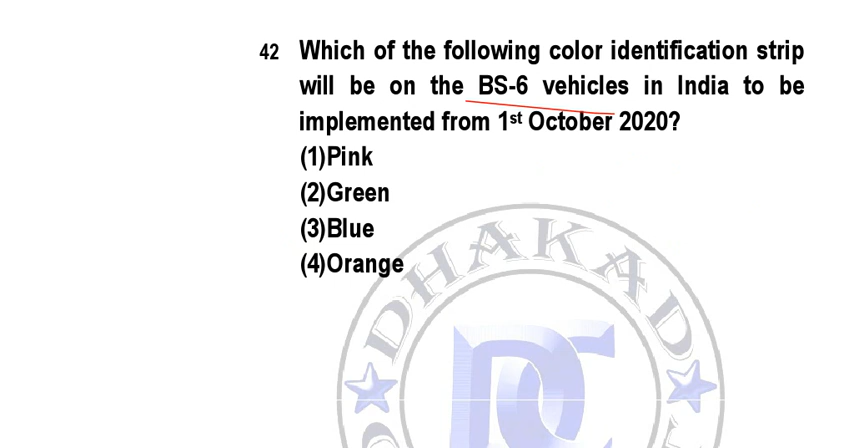 42 Which of the following color identification strip
will be on the BS-6 vehicles in India to be
implemented from 1st October 2020?
(1)Pink
(2)Green
(3)Blue
(4)Orange
DHAKAD
DC